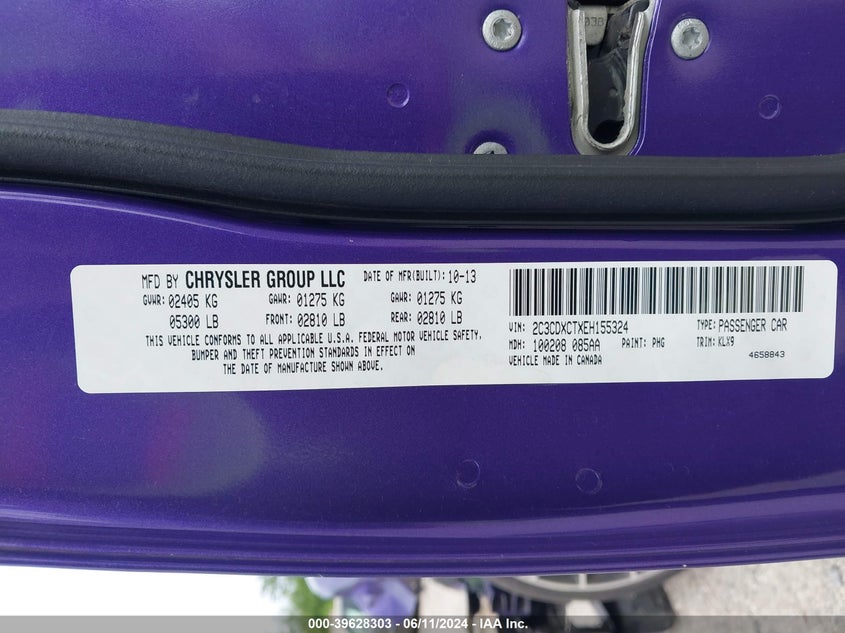 030
MFD BY CHRYSLER GROUP LLC DATE OF MFR(BUILT): 10-13
GVWR: 02405 KG GAWR: 01275 KG GAWR: 01275 KG
05300 LB FRONT: 02810 LB REAR: 02810 LB
THIS VEHICLE CONFORMS TO ALL APPLICABLE U.S.A. FEDERAL MOTOR VEHICLE SAFETY,
BUMPER AND THEFT PREVENTION STANDARDS IN EFFECT ON
THE DATE OF MANUFACTURE SHOWN ABOVE.
VIN: 2C3CDXCTXEH155324 TYPE: PASSENGER CAR
MDH: 100208 085AA PAINT: PHG TRIM: KLX9
VEHICLE MADE IN CANADA 4658843
000-39628303 - 06/11/2024 - IAA Inc.